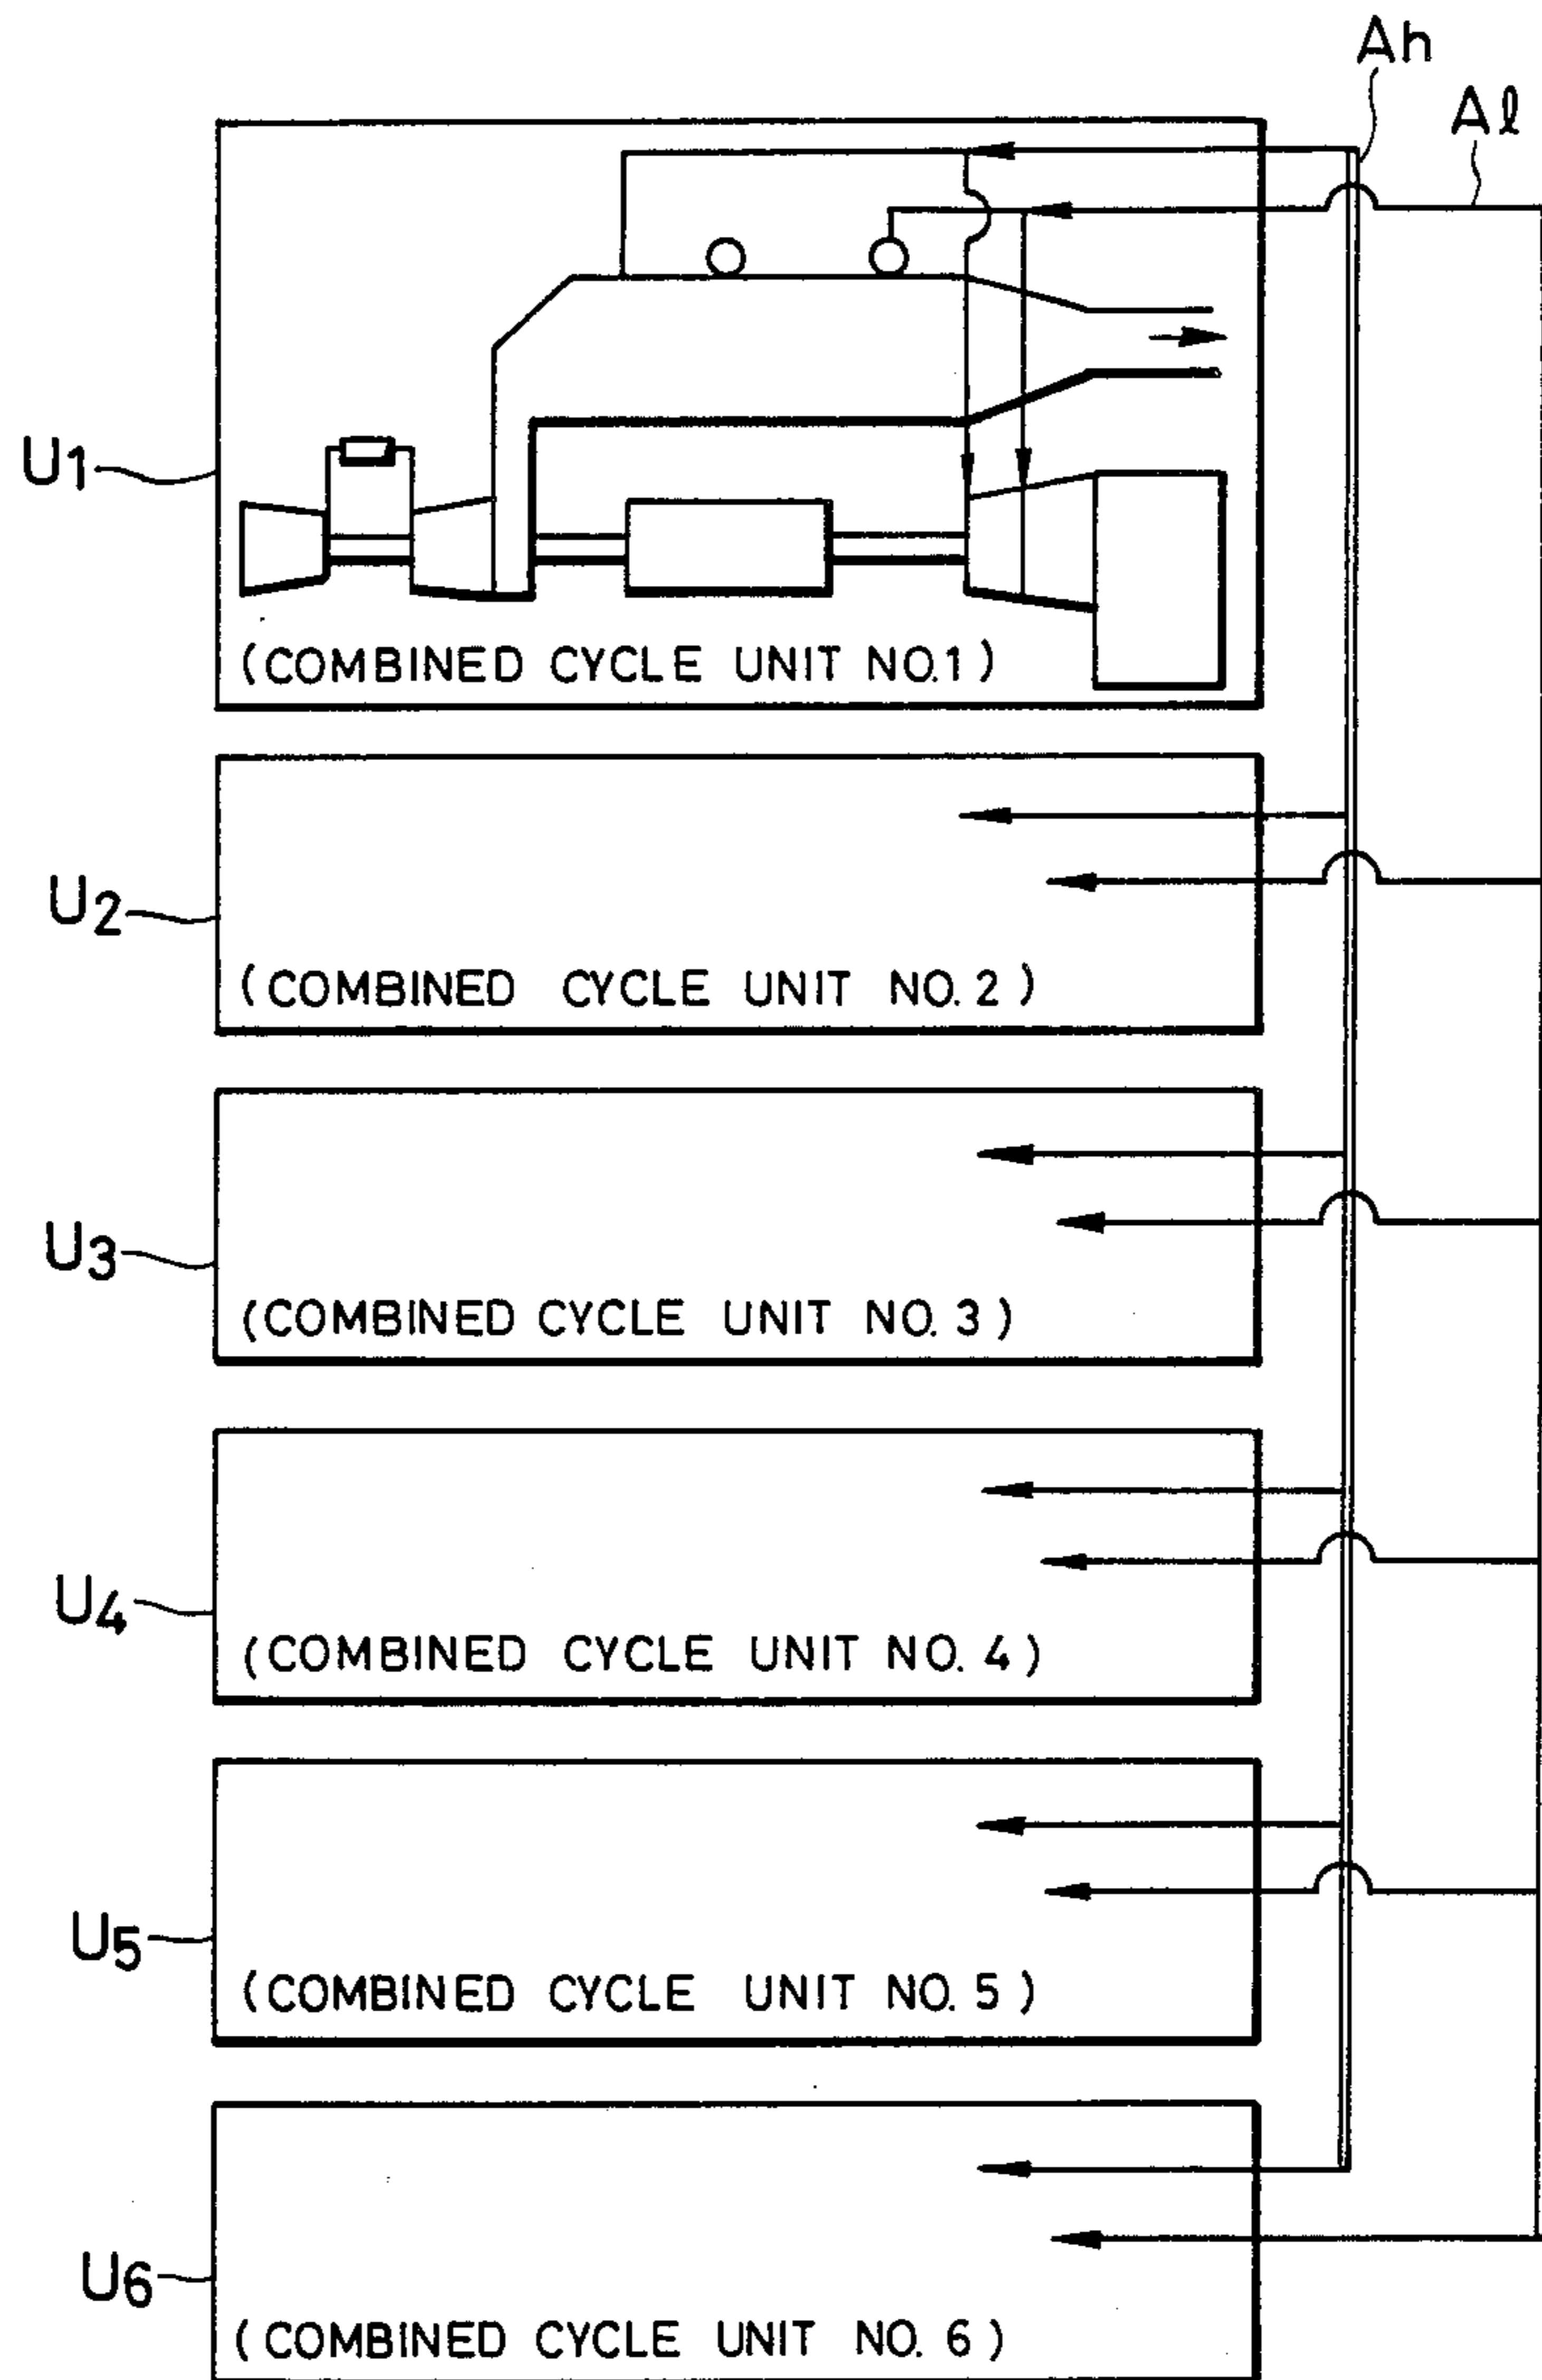 Ah
Aℓ
U1
(COMBINED CYCLE UNIT NO.1)
U2
(COMBINED CYCLE UNIT NO. 2)
U3
(COMBINED CYCLE UNIT NO. 3)
U4
(COMBINED CYCLE UNIT NO. 4)
U5
(COMBINED CYCLE UNIT NO. 5)
U6
(COMBINED CYCLE UNIT NO. 6)